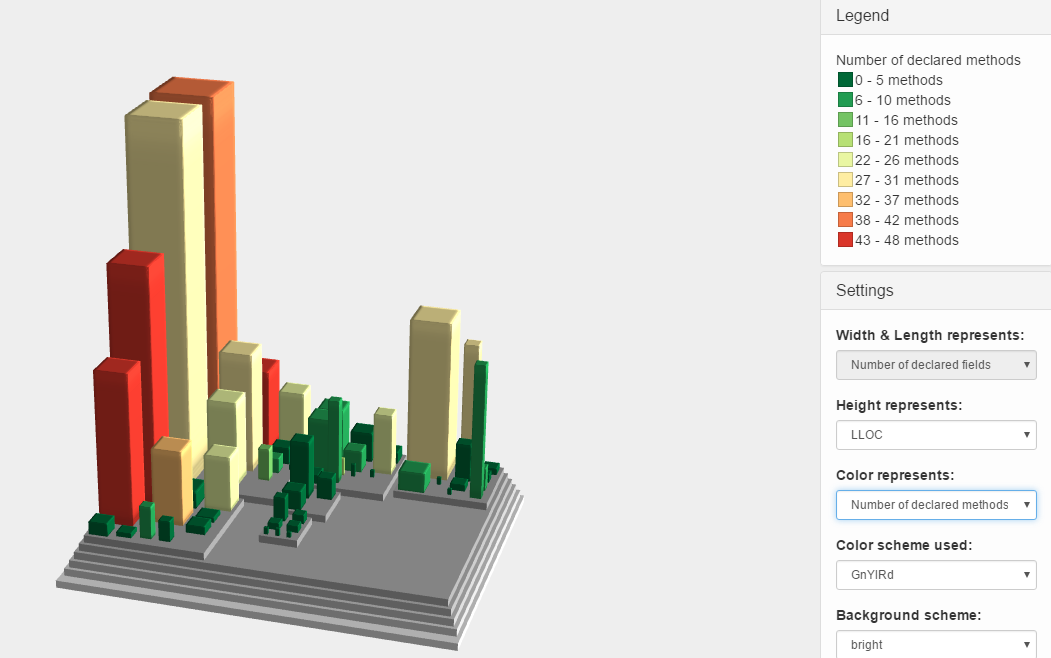 Legend
Number of declared methods
0 - 5 methods
6 - 10 methods
11 - 16 methods
16 - 21 methods
22 - 26 methods
27 - 31 methods
32 - 37 methods
38 - 42 methods
43 - 48 methods
Settings
Width & Length represents:
Number of declared fields
Height represents:
LLOC
Color represents:
Number of declared methods
Color scheme used:
GnYlRd
Background scheme:
bright